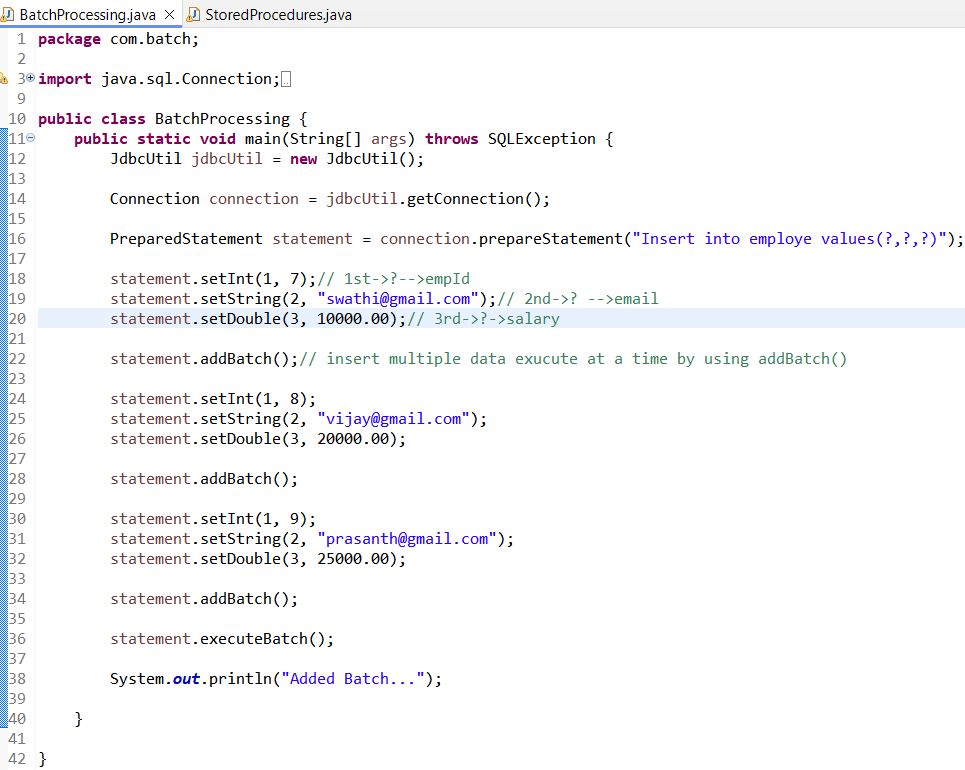 BatchProcessing.java StoredProcedures.java
1 package com.batch;
2
3 import java.sql.Connection;
9
10 public class BatchProcessing {
11     public static void main(String[] args) throws SQLException {
12         JdbcUtil jdbcUtil = new JdbcUtil();
13
14         Connection connection = jdbcUtil.getConnection();
15
16         PreparedStatement statement = connection.prepareStatement("Insert into employe values(?,?,?)");
17
18         statement.setInt(1, 7);// 1st->?-->empId
19         statement.setString(2, "swathi@gmail.com");// 2nd->? -->email
20         statement.setDouble(3, 10000.00);// 3rd->?->salary
21
22         statement.addBatch();// insert multiple data exucute at a time by using addBatch()
23
24         statement.setInt(1, 8);
25         statement.setString(2, "vijay@gmail.com");
26         statement.setDouble(3, 20000.00);
27
28         statement.addBatch();
29
30         statement.setInt(1, 9);
31         statement.setString(2, "prasanth@gmail.com");
32         statement.setDouble(3, 25000.00);
33
34         statement.addBatch();
35
36         statement.executeBatch();
37
38         System.out.println("Added Batch...");
39
40     }
41
42 }